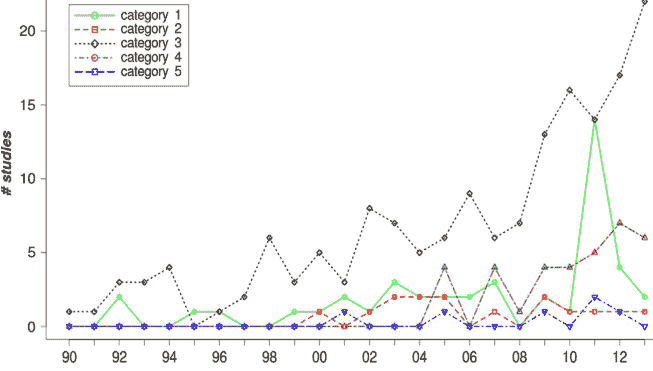 category 1
category 2
category 3
category 4
category 5
# studies
20
15
10
5
0
90 92 94 96 98 00 02 04 06 08 10 12